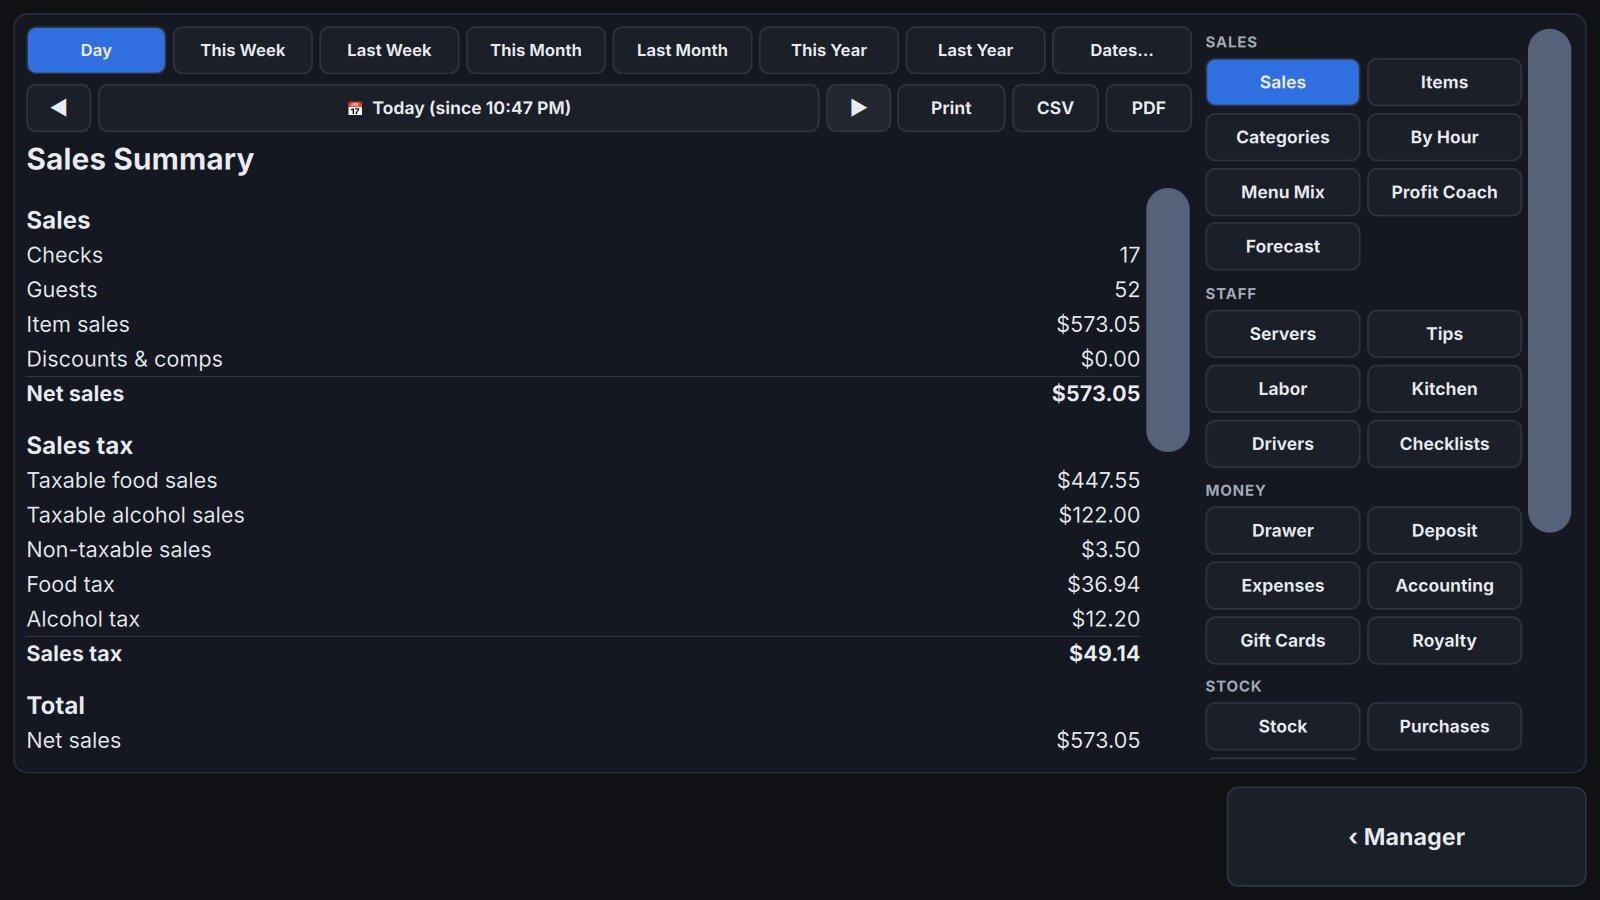 Day This Week Last Week This Month Last Month This Year Last Year Dates...
◀ 📅 Today (since 10:47 PM) ▶ Print CSV PDF
Sales Summary
Sales
Checks 17
Guests 52
Item sales $573.05
Discounts & comps $0.00
Net sales $573.05
Sales tax
Taxable food sales $447.55
Taxable alcohol sales $122.00
Non-taxable sales $3.50
Food tax $36.94
Alcohol tax $12.20
Sales tax $49.14
Total
Net sales $573.05
SALES
Sales Items
Categories By Hour
Menu Mix Profit Coach
Forecast
STAFF
Servers Tips
Labor Kitchen
Drivers Checklists
MONEY
Drawer Deposit
Expenses Accounting
Gift Cards Royalty
STOCK
Stock Purchases
‹ Manager